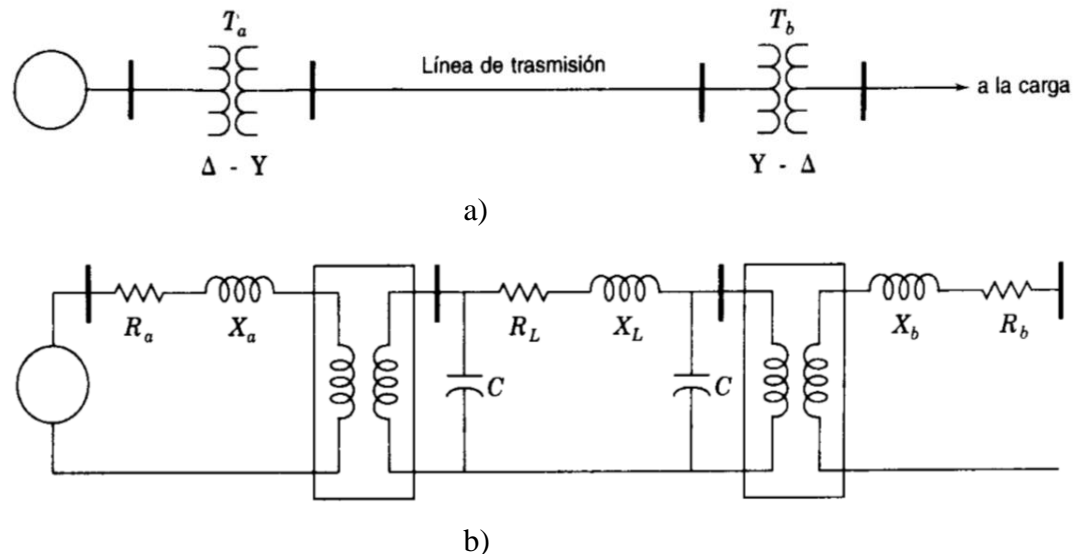 T_a T_b
Línea de trasmisión
a la carga
Δ - Y Y - Δ
a)
R_a X_a R_L X_L X_b R_b
C C
b)